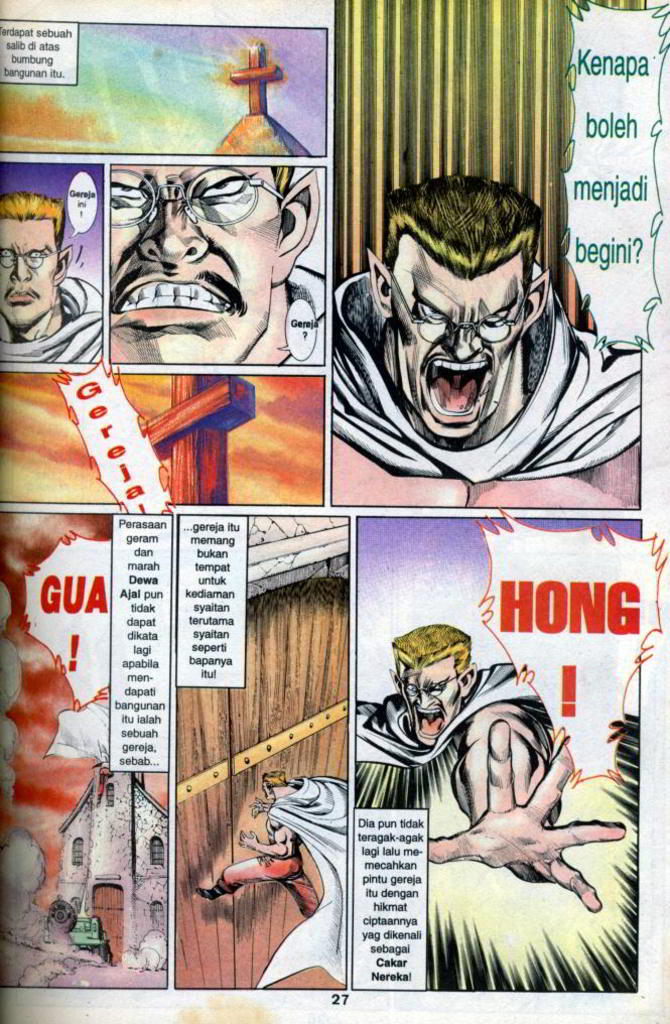 Terdapat sebuah
salib di atas
bumbung
bangunan itu.
Gereja
ini
!
Gereja
?
Kenapa
boleh
menjadi
begini?
Gereja!
GUA
!
Perasaan
geram
dan
marah
Dewa
Ajal pun
tidak
dapat
dikata
lagi
apabila
men-
dapati
bangunan
itu ialah
sebuah
gereja,
sebab...
...gereja itu
memang
bukan
tempat
untuk
kediaman
syaitan
terutama
syaitan
seperti
bapanya
itu!
HONG
!
Dia pun tidak
teragak-agak
lagi lalu me-
mecahkan
pintu gereja
itu dengan
hikmat
ciptaannya
yag dikenali
sebagai
Cakar
Nereka!
27